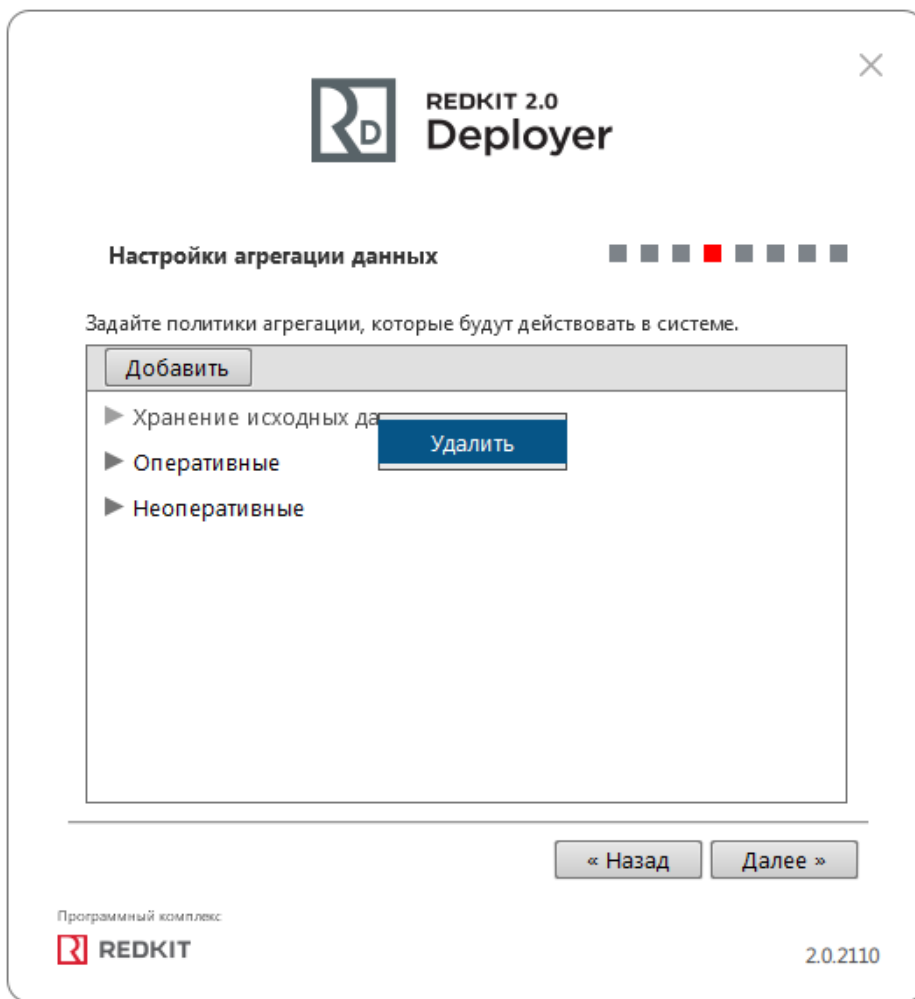 REDKIT 2.0
Deployer
Настройки агрегации данных
Задайте политики агрегации, которые будут действовать в системе.
Добавить
Хранение исходных да
Удалить
Оперативные
Неоперативные
« Назад Далее »
Программный комплекс
REDKIT
2.0.2110